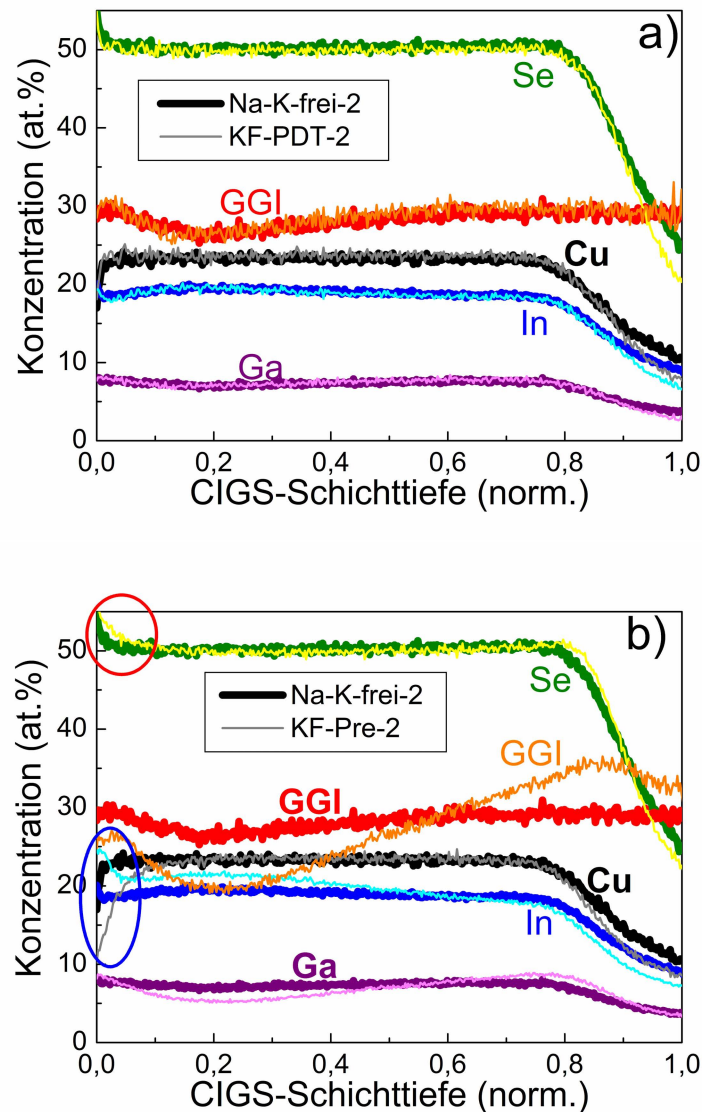 a)
50
Se
Na-K-frei-2
KF-PDT-2
40
Konzentration (at.%)
30
GGI
Cu
20
In
10
Ga
0
0,0 0,2 0,4 0,6 0,8 1,0
CIGS-Schichttiefe (norm.)
b)
50
Se
Na-K-frei-2
KF-Pre-2
40
Konzentration (at.%)
GGI
30
GGI
Cu
20
In
10
Ga
0
0,0 0,2 0,4 0,6 0,8 1,0
CIGS-Schichttiefe (norm.)